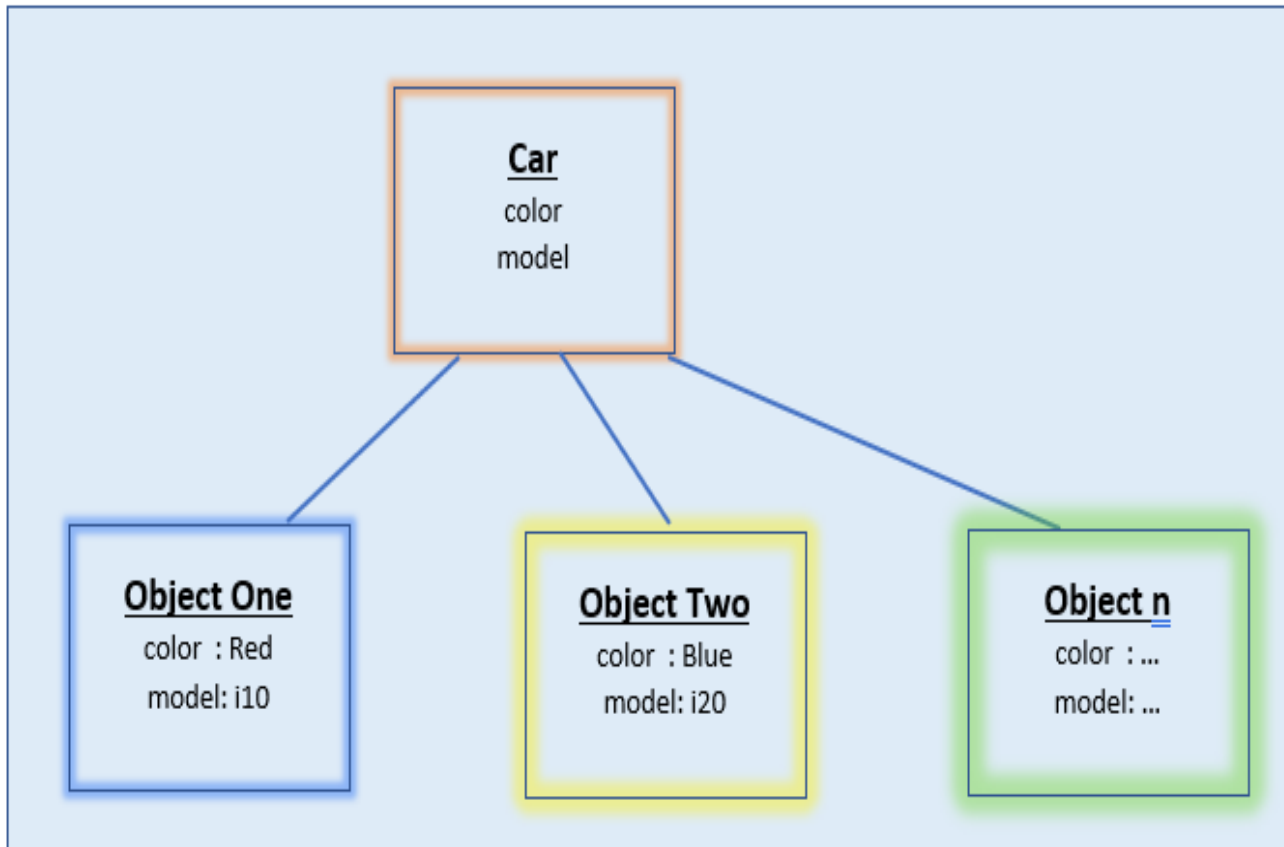 Car
color
model
Object One
color : Red
model: i10
Object Two
color : Blue
model: i20
Object n
color : ...
model: ...